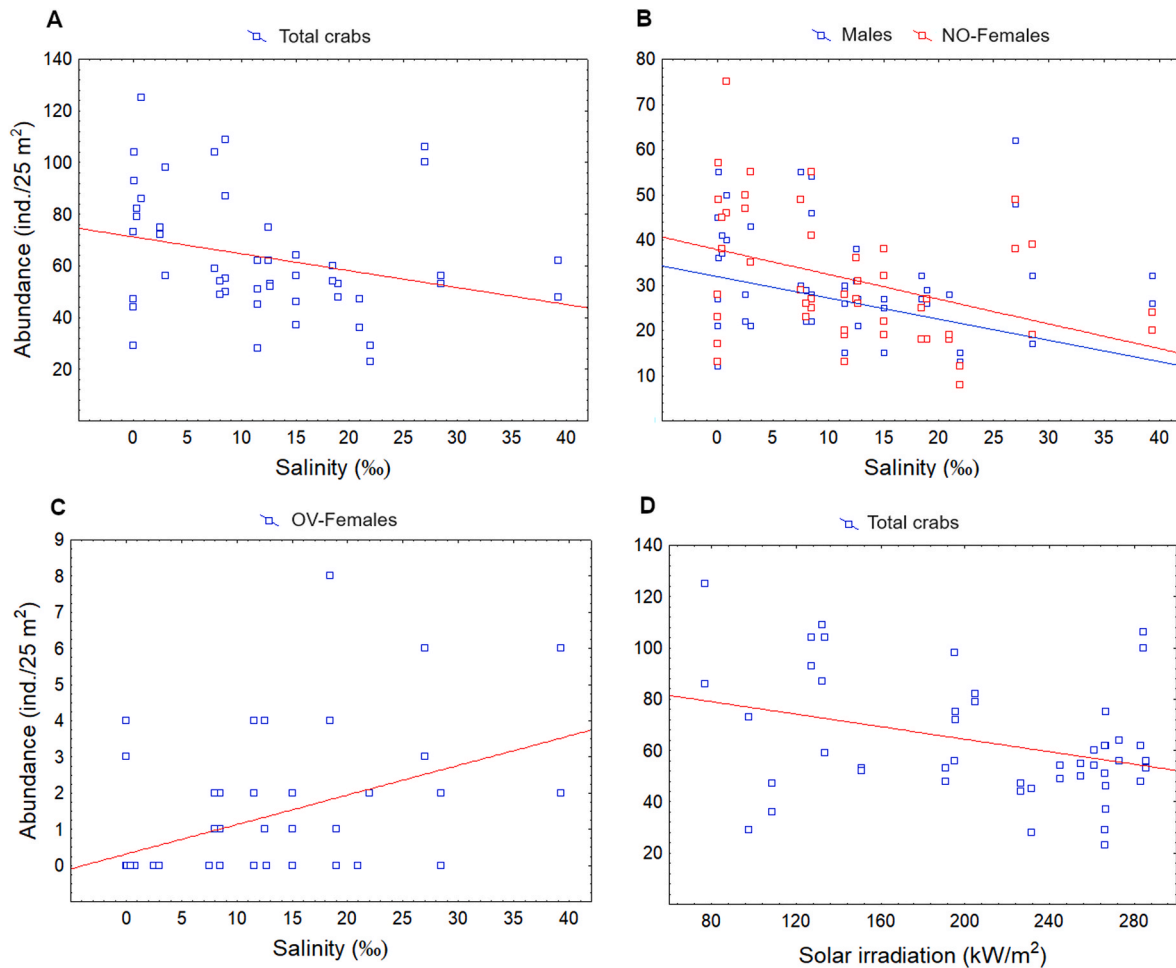 A
Total crabs
140
120
100
80
60
40
20
Abundance (ind./25 m²)
0 5 10 15 20 25 30 35 40
Salinity (‰)
B
Males NO-Females
80
70
60
50
40
30
20
10
0 5 10 15 20 25 30 35 40
Salinity (‰)
C
OV-Females
9
8
7
6
5
4
3
2
1
0
Abundance (ind./25 m²)
0 5 10 15 20 25 30 35 40
Salinity (‰)
D
Total crabs
140
120
100
80
60
40
20
80 120 160 200 240 280
Solar irradiation (kW/m²)